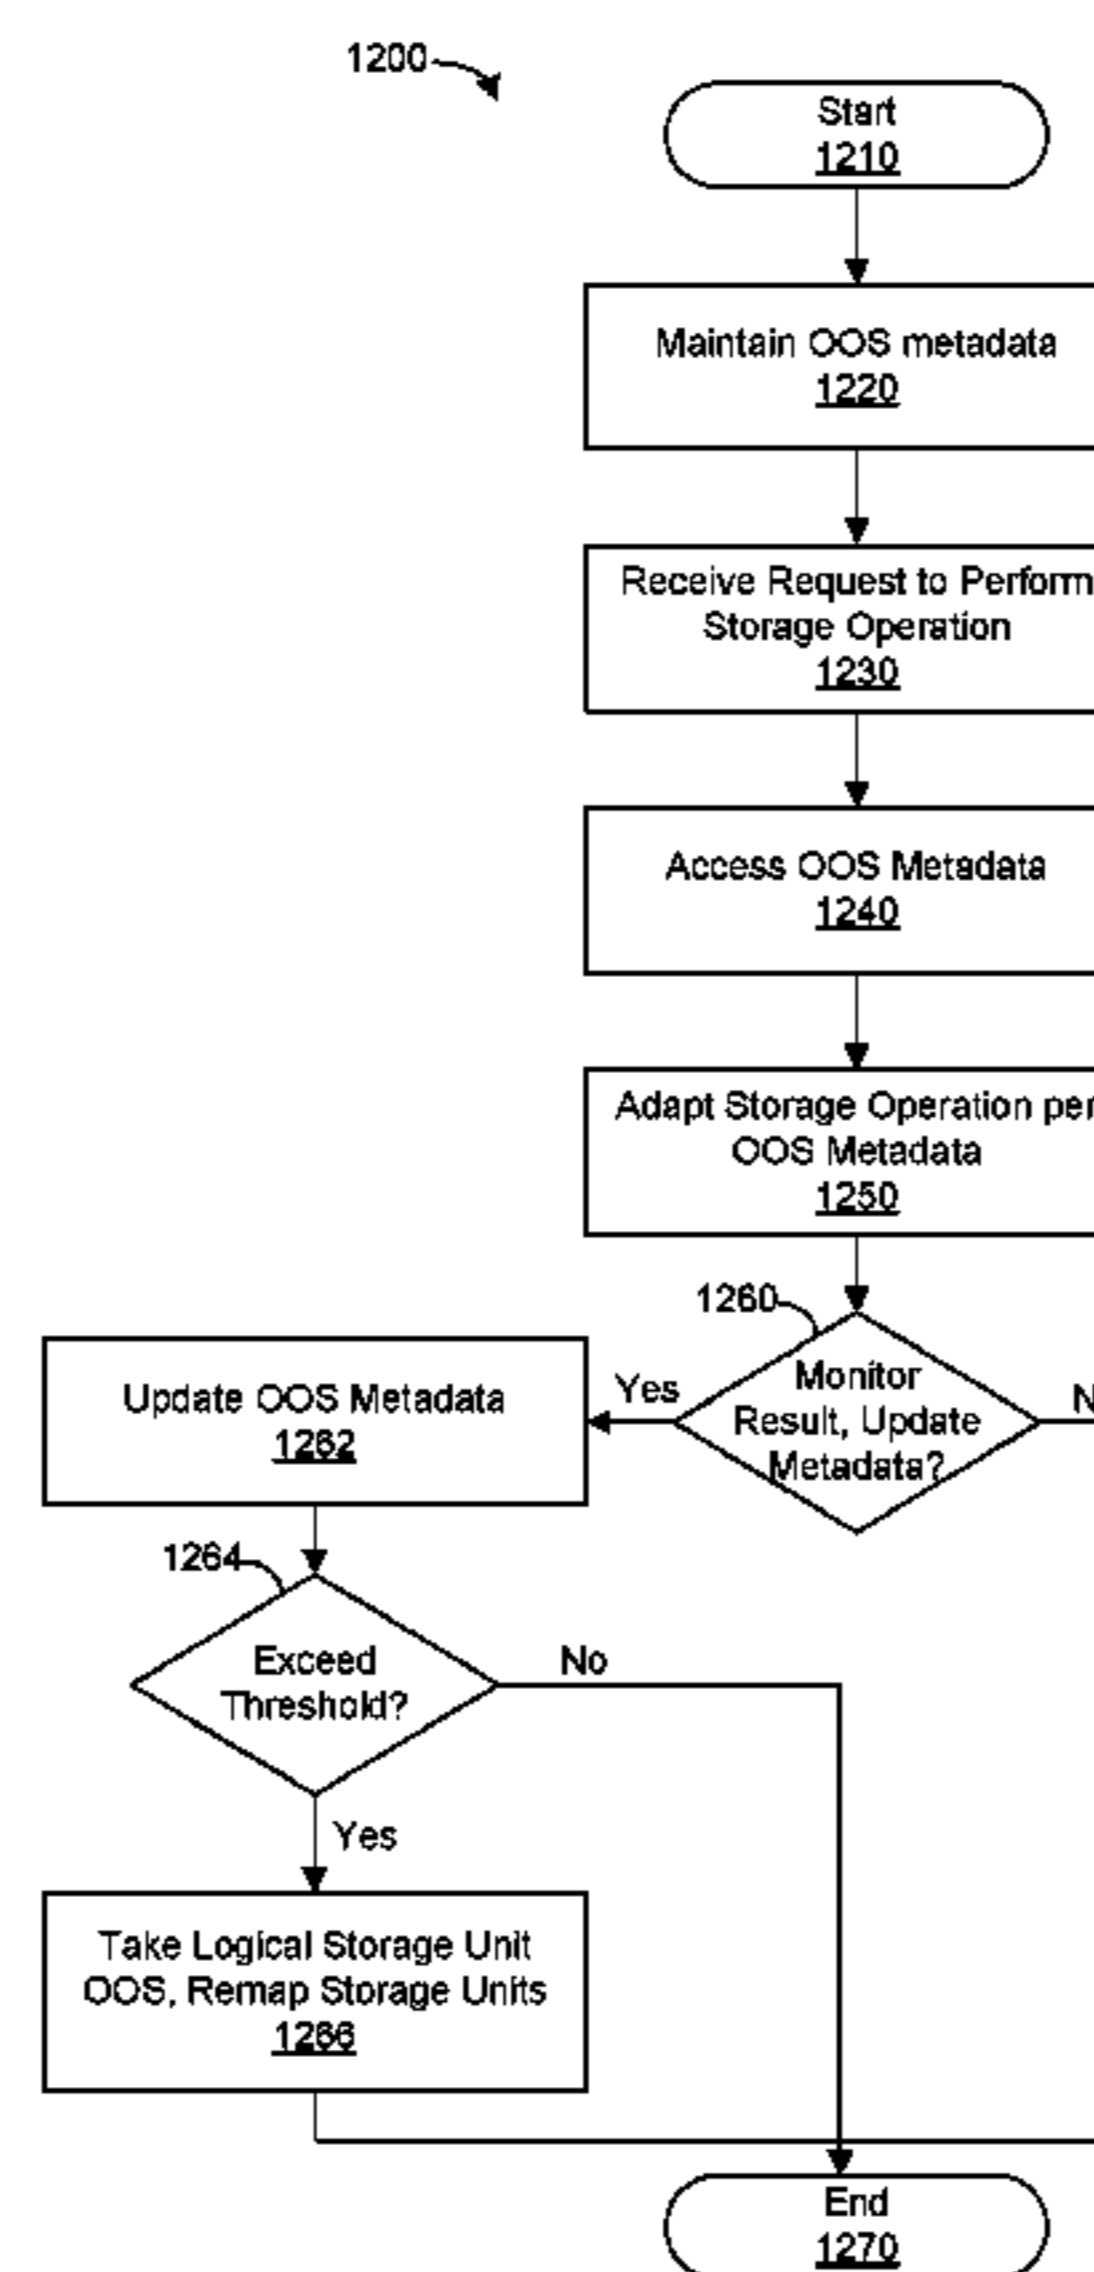 1200
Start
1210
Maintain OOS metadata
1220
Receive Request to Perform
Storage Operation
1230
Access OOS Metadata
1240
Adapt Storage Operation per
OOS Metadata
1250
1260
Monitor
Result, Update
Metadata?
Yes
Update OOS Metadata
1262
1264
Exceed
Threshold?
No
Yes
Take Logical Storage Unit
OOS, Remap Storage Units
1266
End
1270